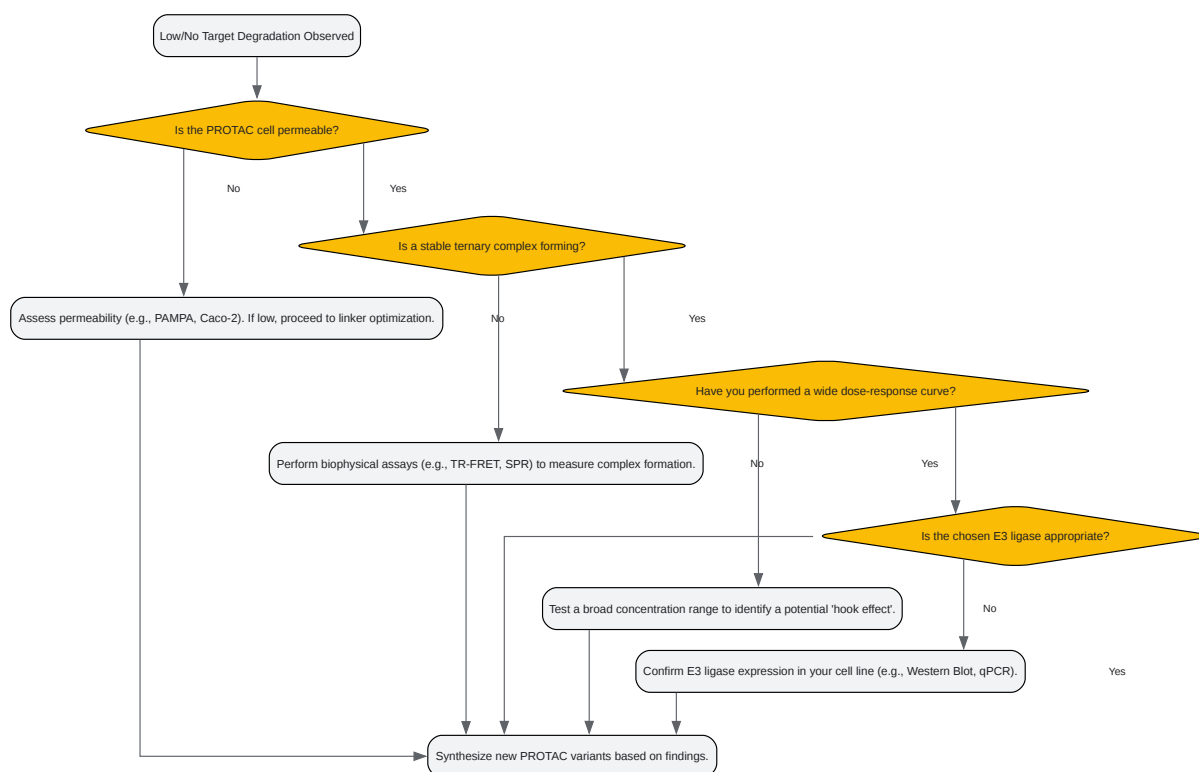 Low/No Target Degradation Observed
Is the PROTAC cell permeable?
No
Yes
Is a stable ternary complex forming?
Assess permeability (e.g., PAMPA, Caco-2). If low, proceed to linker optimization.
No
Yes
Have you performed a wide dose-response curve?
Perform biophysical assays (e.g., TR-FRET, SPR) to measure complex formation.
No
Yes
Is the chosen E3 ligase appropriate?
Test a broad concentration range to identify a potential 'hook effect'.
No
Confirm E3 ligase expression in your cell line (e.g., Western Blot, qPCR).
Yes
Synthesize new PROTAC variants based on findings.